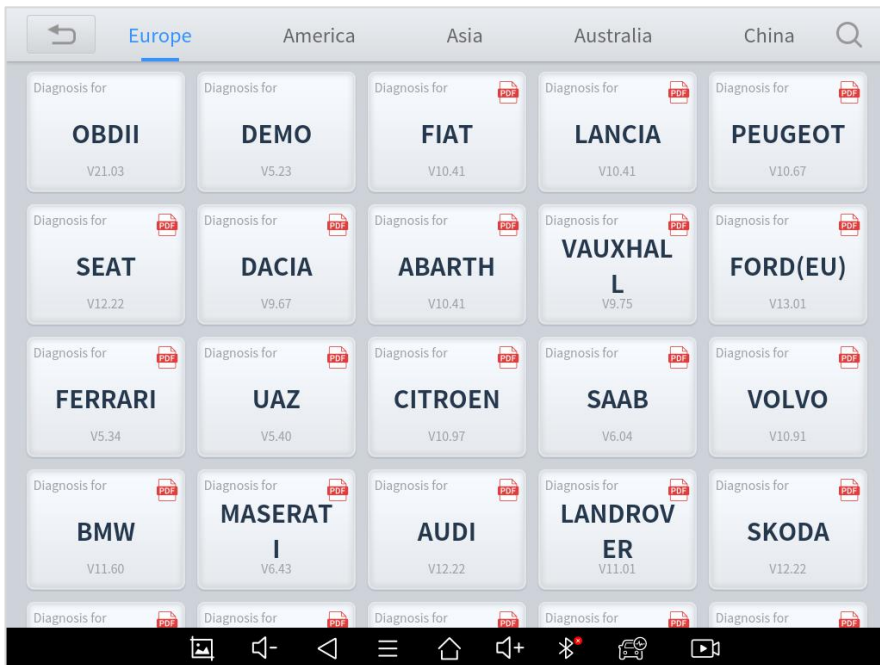 Europe America Asia Australia China
Diagnosis for Diagnosis for Diagnosis for PDF Diagnosis for PDF Diagnosis for PDF
OBDII DEMO FIAT LANCIA PEUGEOT
V21.03 V5.23 V10.41 V10.41 V10.67
Diagnosis for PDF Diagnosis for PDF Diagnosis for PDF Diagnosis for PDF Diagnosis for PDF
SEAT DACIA ABARTH VAUXHAL
L FORD(EU)
V12.22 V9.67 V10.41 V9.75 V13.01
Diagnosis for PDF Diagnosis for PDF Diagnosis for PDF Diagnosis for PDF Diagnosis for PDF
FERRARI UAZ CITROEN SAAB VOLVO
V5.34 V5.40 V10.97 V6.04 V10.91
Diagnosis for PDF Diagnosis for PDF Diagnosis for PDF Diagnosis for PDF Diagnosis for PDF
BMW MASERAT
I AUDI LANDROV
ER SKODA
V11.60 V6.43 V12.22 V11.01 V12.22
Diagnosis for PDF Diagnosis for PDF Diagnosis for PDF Diagnosis for PDF Diagnosis for PDF